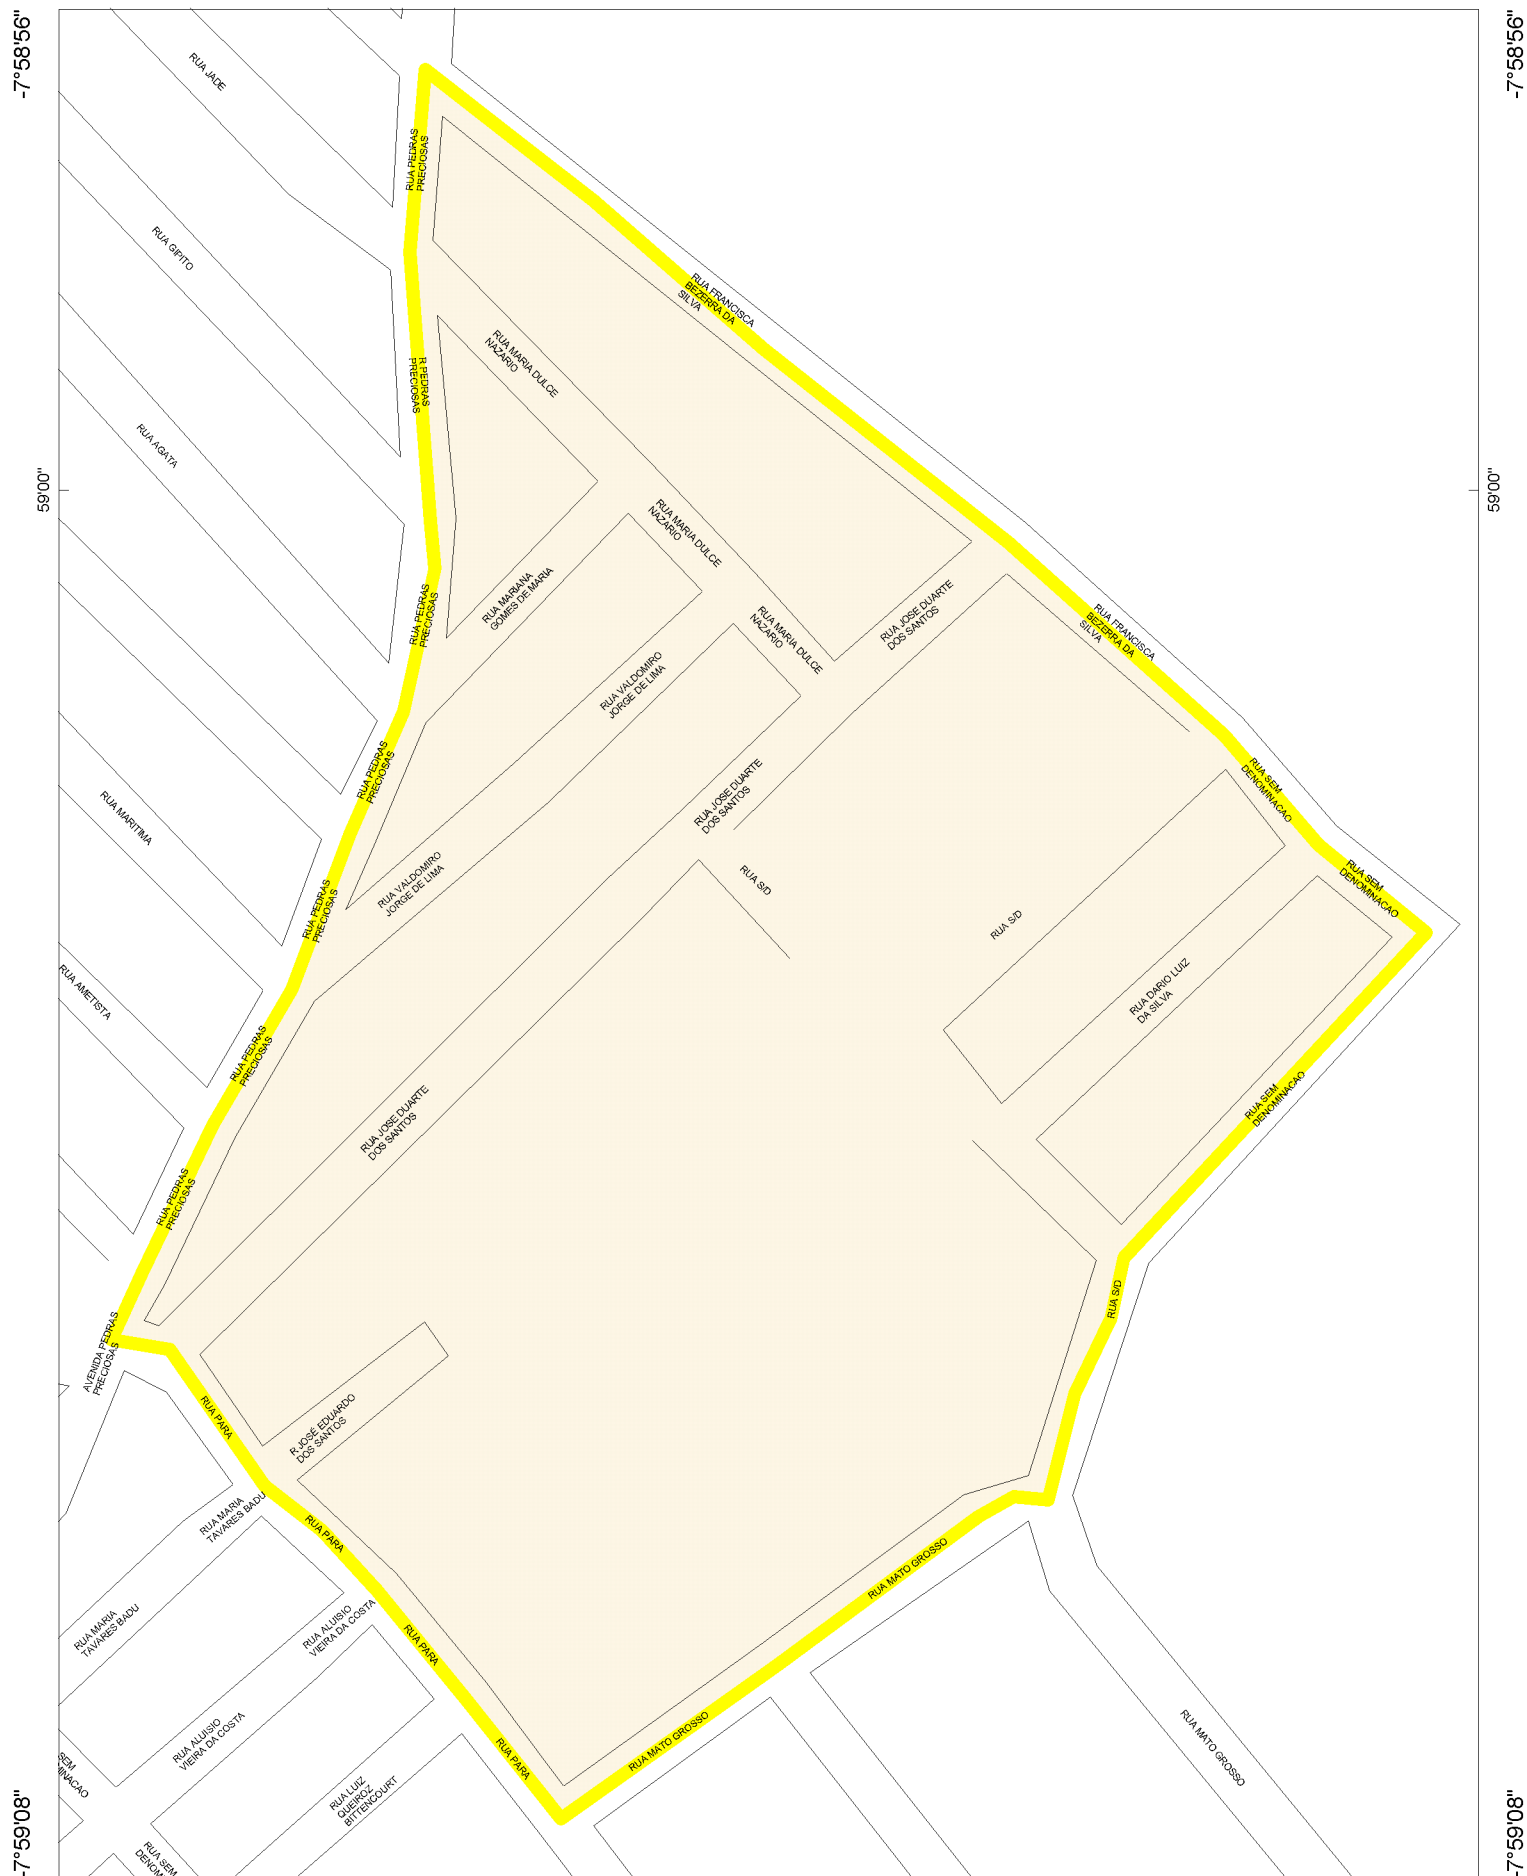 -7°58'56"
-7°58'56"
RUA JADE
RUA PEDRAS
PRECIOSAS
RUA GIPITO
RUA FRANCISCA
BEZERRA DA
SILVA
RUA MARIA DULCE
NAZARIO
R PEDRAS
PRECIOSAS
RUA AGATA
59'00"
59'00"
RUA MARIA DULCE
NAZARIO
RUA MARIANA
GOMES DE MARIA
RUA PEDRAS
PRECIOSAS
RUA JOSE DUARTE
DOS SANTOS
RUA MARIA DULCE
NAZARIO
RUA FRANCISCA
BEZERRA DA
SILVA
RUA VALDOMIRO
JORGE DE LIMA
RUA PEDRAS
PRECIOSAS
RUA JOSE DUARTE
DOS SANTOS
RUA SEM
DENOMINACAO
RUA MARITIMA
RUA VALDOMIRO
JORGE DE LIMA
RUA S/D
RUA SEM
DENOMINACAO
RUA PEDRAS
PRECIOSAS
RUA S/D
RUA AMETISTA
RUA DARIO LUIZ
DA SILVA
RUA PEDRAS
PRECIOSAS
RUA SEM
DENOMINACAO
RUA JOSE DUARTE
DOS SANTOS
RUA PEDRAS
PRECIOSAS
RUA S/D
AVENIDA PEDRAS
PRECIOSAS
RUA PARA
R JOSÉ EDUARDO
DOS SANTOS
RUA MARIA
TAVARES BADU
RUA PARA
RUA MATO GROSSO
RUA MARIA
TAVARES BADU
RUA ALUISIO
VIEIRA DA COSTA
RUA PARA
RUA ALUISIO
VIEIRA DA COSTA
RUA MATO GROSSO
RUA PARA
RUA MATO GROSSO
SEM
MINACAO
RUA LUIZ
QUEIROZ
BITTENCOURT
-7°59'08"
-7°59'08"
RUA SEM
DENOM